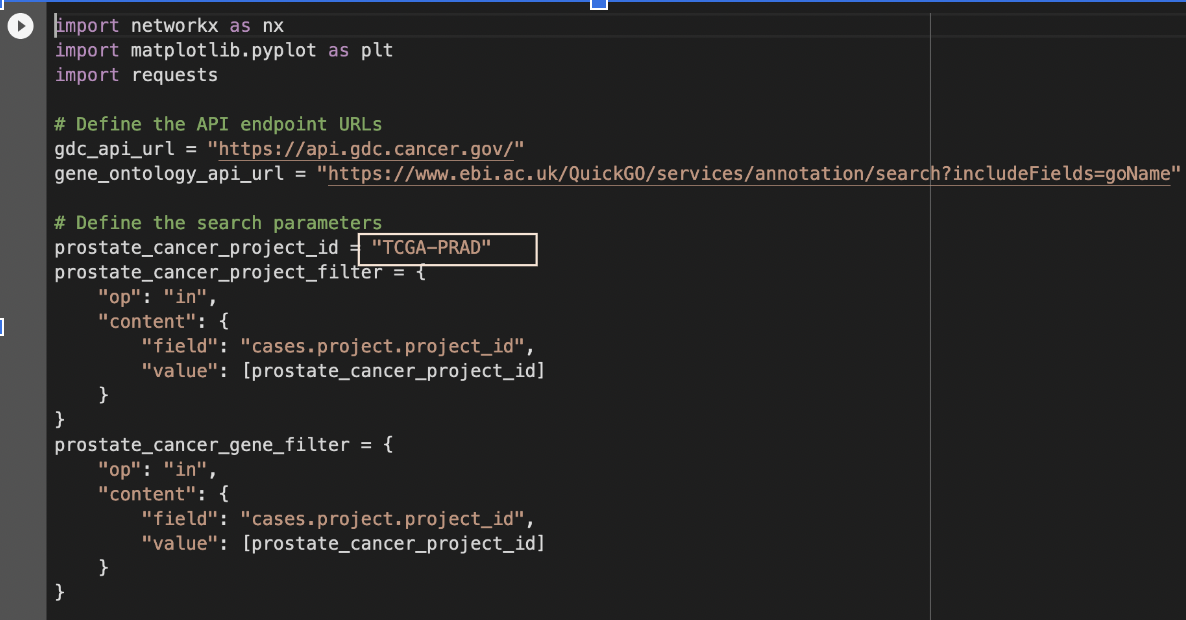 import networkx as nx
import matplotlib.pyplot as plt
import requests
# Define the API endpoint URLs
gdc_api_url = "https://api.gdc.cancer.gov/"
gene_ontology_api_url = "https://www.ebi.ac.uk/QuickGO/services/annotation/search?includeFields=goName"
# Define the search parameters
prostate_cancer_project_id = "TCGA-PRAD"
prostate_cancer_project_filter = {
    "op": "in",
    "content": {
        "field": "cases.project.project_id",
        "value": [prostate_cancer_project_id]
    }
}
prostate_cancer_gene_filter = {
    "op": "in",
    "content": {
        "field": "cases.project.project_id",
        "value": [prostate_cancer_project_id]
    }
}